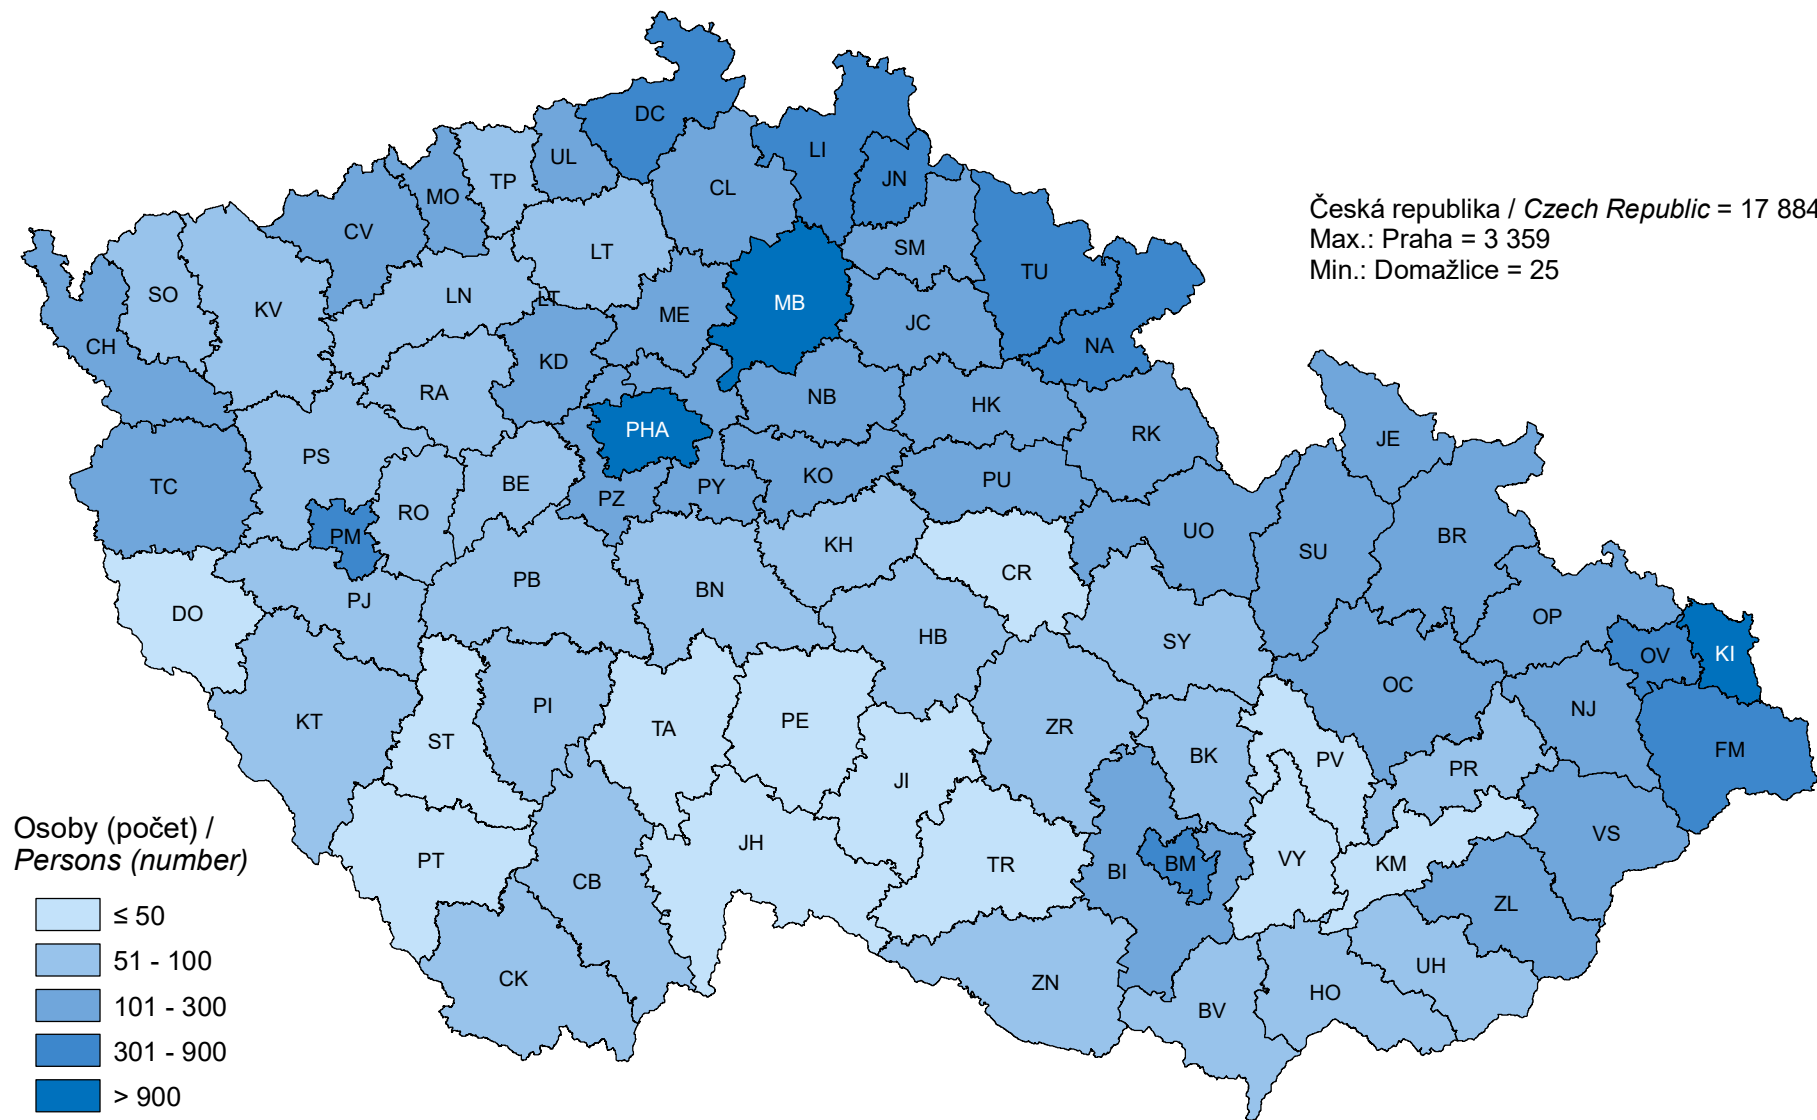 DC
LI
UL
TP
JN
CL
MO
CV
Česká republika / Czech Republic = 17 884
Max.: Praha = 3 359
Min.: Domažlice = 25
LT
SM
TU
SO
KV
LN
LT
ME
MB
JC
CH
KD
NA
RA
NB
HK
PHA
RK
JE
PS
TC
BE
KO
PU
PZ
PY
RO
PM
KH
UO
SU
BR
CR
PB
BN
PJ
DO
HB
SY
OP
OV
KI
OC
PI
KT
ST
TA
PE
ZR
BK
NJ
PV
PR
FM
JI
Osoby (počet) /
Persons (number)
PT
JH
CB
TR
BI
BM
VY
KM
VS
ZL
≤ 50
51 - 100
101 - 300
301 - 900
> 900
CK
ZN
BV
HO
UH